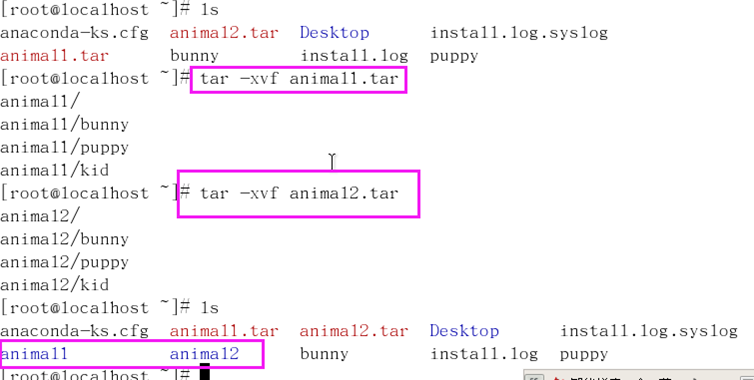 [root@localhost ~]# ls
anaconda-ks.cfg animal2.tar Desktop install.log.syslog
animal1.tar bunny install.log puppy
[root@localhost ~]# tar -xvf animal1.tar
animal1/
animal1/bunny
animal1/puppy
animal1/kid
[root@localhost ~]# tar -xvf animal2.tar
animal2/
animal2/bunny
animal2/puppy
animal2/kid
[root@localhost ~]# ls
anaconda-ks.cfg animal1.tar animal2.tar Desktop install.log.syslog
animal1 animal2 bunny install.log puppy
[root@localhost ~]#